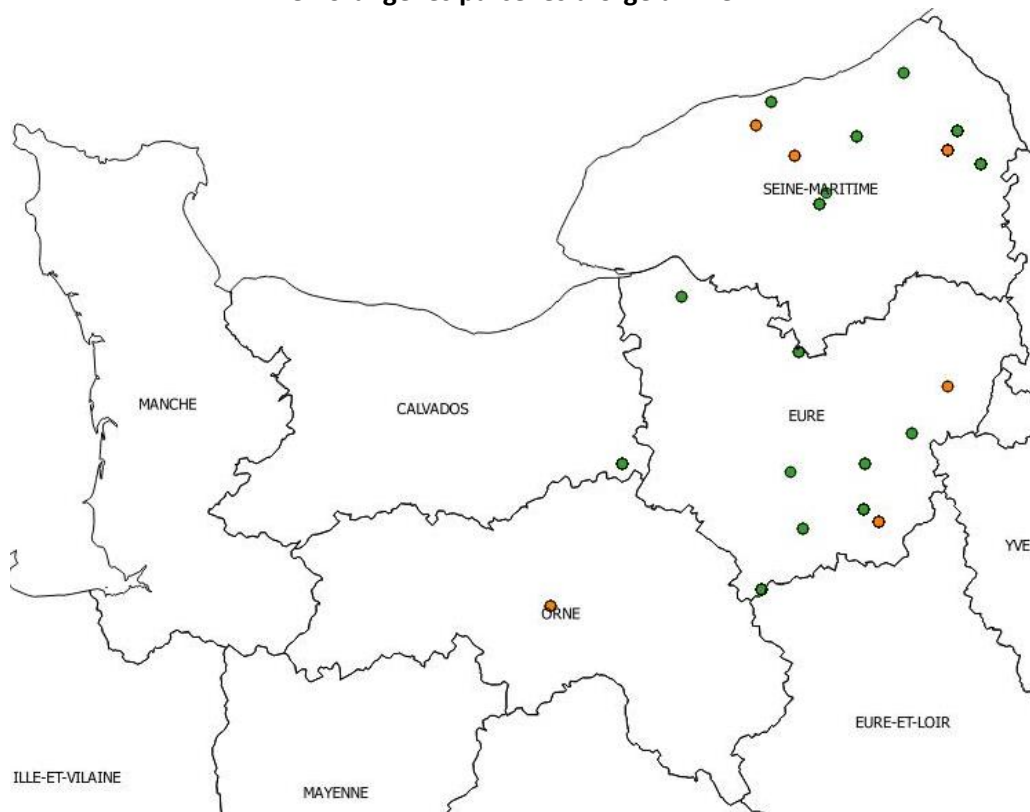 SEINE-MARITIME
MANCHE
CALVADOS
EURE
YVE
ORNE
EURE-ET-LOIR
ILLE-ET-VILAINE
MAYENNE